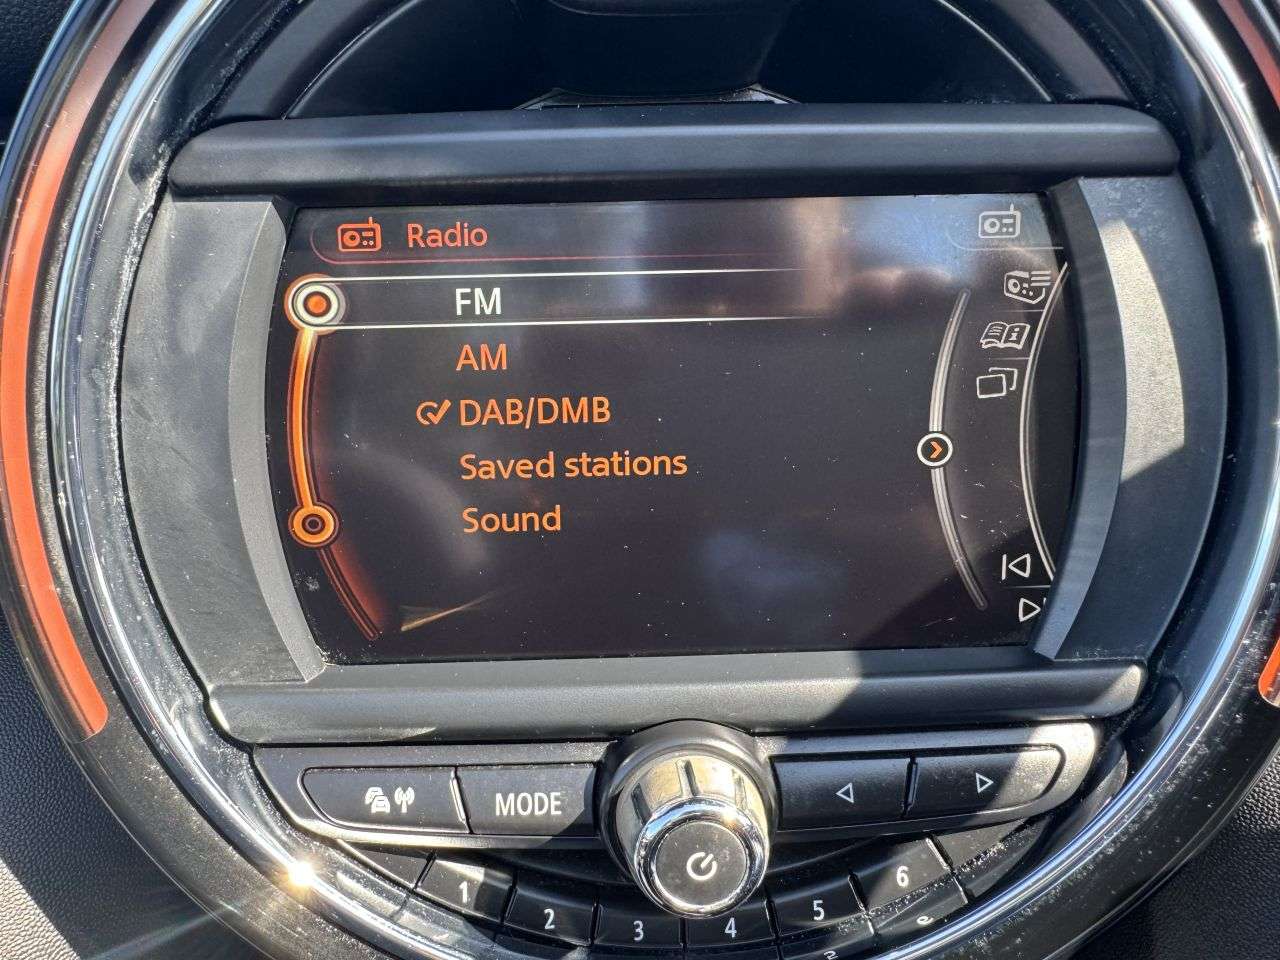 Radio
FM
AM
DAB/DMB
Saved stations
Sound
MODE
1 2 3 4 5 6